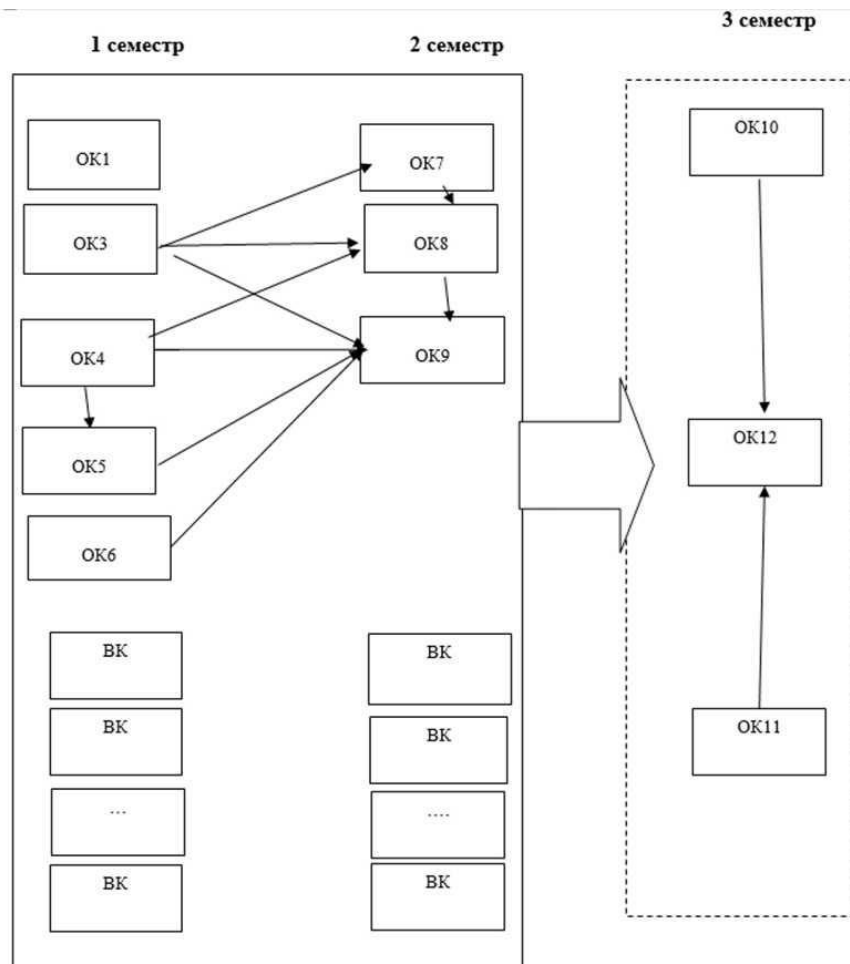 1 семестр
2 семестр
3 семестр
ОК1
ОК3
ОК4
ОК5
ОК6
ВК
ВК
...
ВК
ОК7
ОК8
ОК9
ВК
ВК
....
ВК
ОК10
ОК12
ОК11